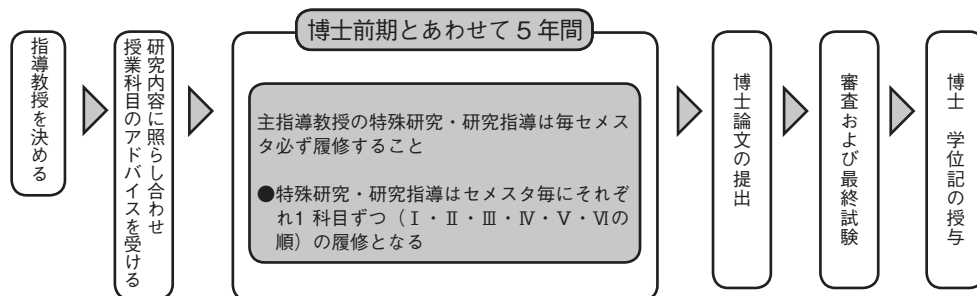 指導教授を決める
研究内容に照らし合わせ
授業科目のアドバイスを受ける
博士前期とあわせて5年間
主指導教授の特殊研究・研究指導は毎セメス
タ必ず履修すること
●特殊研究・研究指導はセメスタ毎にそれぞ
れ1 科目ずつ（Ⅰ・Ⅱ・Ⅲ・Ⅳ・Ⅴ・Ⅵの
順）の履修となる
博士論文の提出
審査および最終試験
博士 学位記の授与